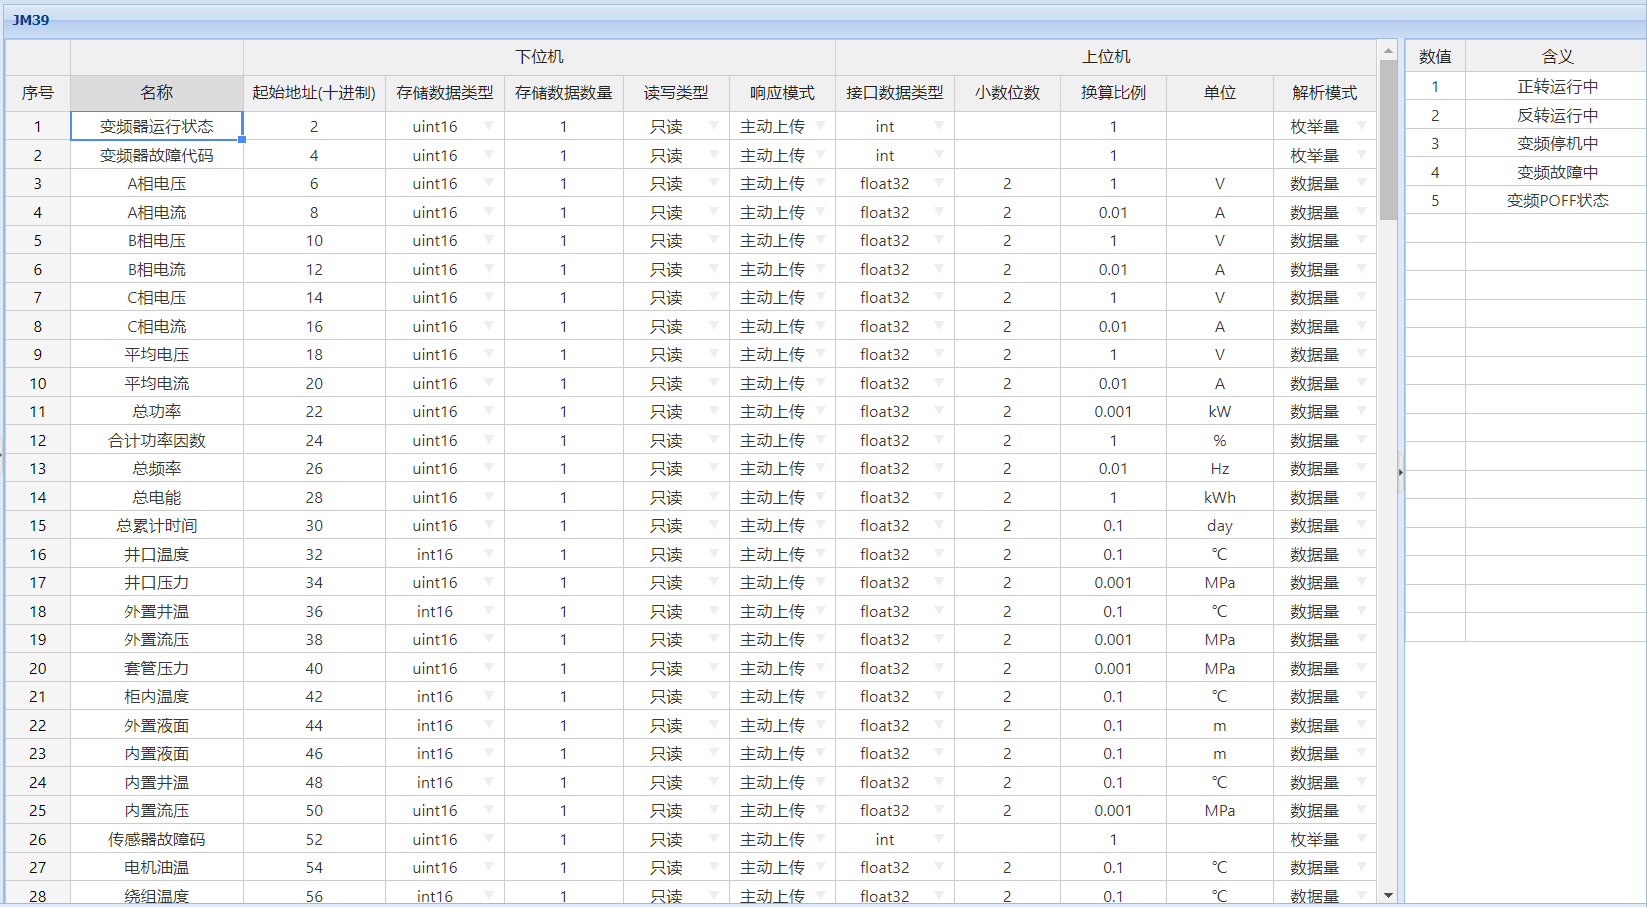 JM39
下位机 上位机
序号 名称 起始地址(十进制) 存储数据类型 存储数据数量 读写类型 响应模式 接口数据类型 小数位数 换算比例 单位 解析模式
1 变频器运行状态 2 uint16 1 只读 主动上传 int 1 枚举量
2 变频器故障代码 4 uint16 1 只读 主动上传 int 1 枚举量
3 A相电压 6 uint16 1 只读 主动上传 float32 2 1 V 数据量
4 A相电流 8 uint16 1 只读 主动上传 float32 2 0.01 A 数据量
5 B相电压 10 uint16 1 只读 主动上传 float32 2 1 V 数据量
6 B相电流 12 uint16 1 只读 主动上传 float32 2 0.01 A 数据量
7 C相电压 14 uint16 1 只读 主动上传 float32 2 1 V 数据量
8 C相电流 16 uint16 1 只读 主动上传 float32 2 0.01 A 数据量
9 平均电压 18 uint16 1 只读 主动上传 float32 2 1 V 数据量
10 平均电流 20 uint16 1 只读 主动上传 float32 2 0.01 A 数据量
11 总功率 22 uint16 1 只读 主动上传 float32 2 0.001 kW 数据量
12 合计功率因数 24 uint16 1 只读 主动上传 float32 2 1 % 数据量
13 总频率 26 uint16 1 只读 主动上传 float32 2 0.01 Hz 数据量
14 总电能 28 uint16 1 只读 主动上传 float32 2 1 kWh 数据量
15 总累计时间 30 uint16 1 只读 主动上传 float32 2 0.1 day 数据量
16 井口温度 32 int16 1 只读 主动上传 float32 2 0.1 ℃ 数据量
17 井口压力 34 uint16 1 只读 主动上传 float32 2 0.001 MPa 数据量
18 外置井温 36 int16 1 只读 主动上传 float32 2 0.1 ℃ 数据量
19 外置流压 38 uint16 1 只读 主动上传 float32 2 0.001 MPa 数据量
20 套管压力 40 uint16 1 只读 主动上传 float32 2 0.001 MPa 数据量
21 柜内温度 42 int16 1 只读 主动上传 float32 2 0.1 ℃ 数据量
22 外置液面 44 int16 1 只读 主动上传 float32 2 0.1 m 数据量
23 内置液面 46 int16 1 只读 主动上传 float32 2 0.1 m 数据量
24 内置井温 48 int16 1 只读 主动上传 float32 2 0.1 ℃ 数据量
25 内置流压 50 uint16 1 只读 主动上传 float32 2 0.001 MPa 数据量
26 传感器故障码 52 uint16 1 只读 主动上传 int 1 枚举量
27 电机油温 54 uint16 1 只读 主动上传 float32 2 0.1 ℃ 数据量
28 绕组温度 56 int16 1 只读 主动上传 float32 2 0.1 ℃ 数据量
数值 含义
1 正转运行中
2 反转运行中
3 变频停机中
4 变频故障中
5 变频POFF状态